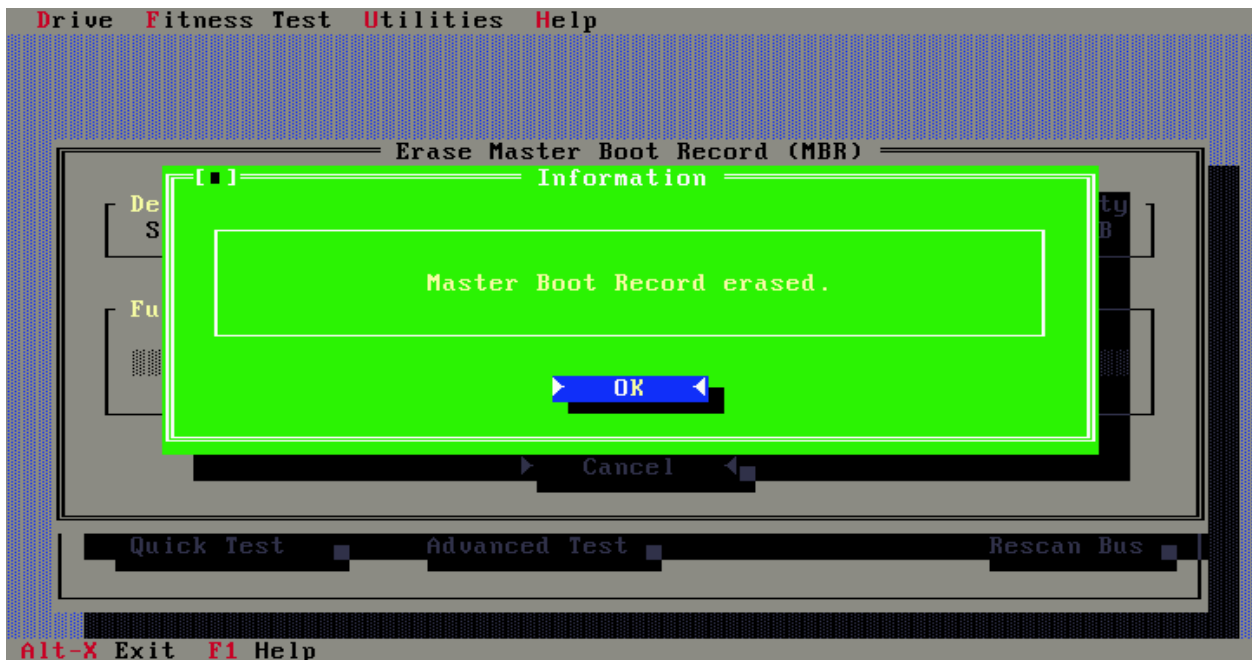 Drive Fitness Test Utilities Help
Erase Master Boot Record (MBR)
[■] Information
Master Boot Record erased.
OK
Cancel
Quick Test Advanced Test Rescan Bus
Alt-X Exit F1 Help